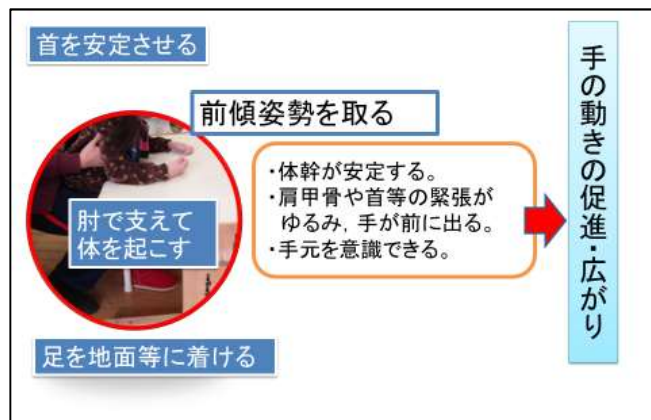 首を安定させる
前傾姿勢を取る
肘で支えて
体を起こす
足を地面等に着ける
・体幹が安定する。
・肩甲骨や首等の緊張が
ゆるみ，手が前に出る。
・手元を意識できる。
手の動きの促進・広がり